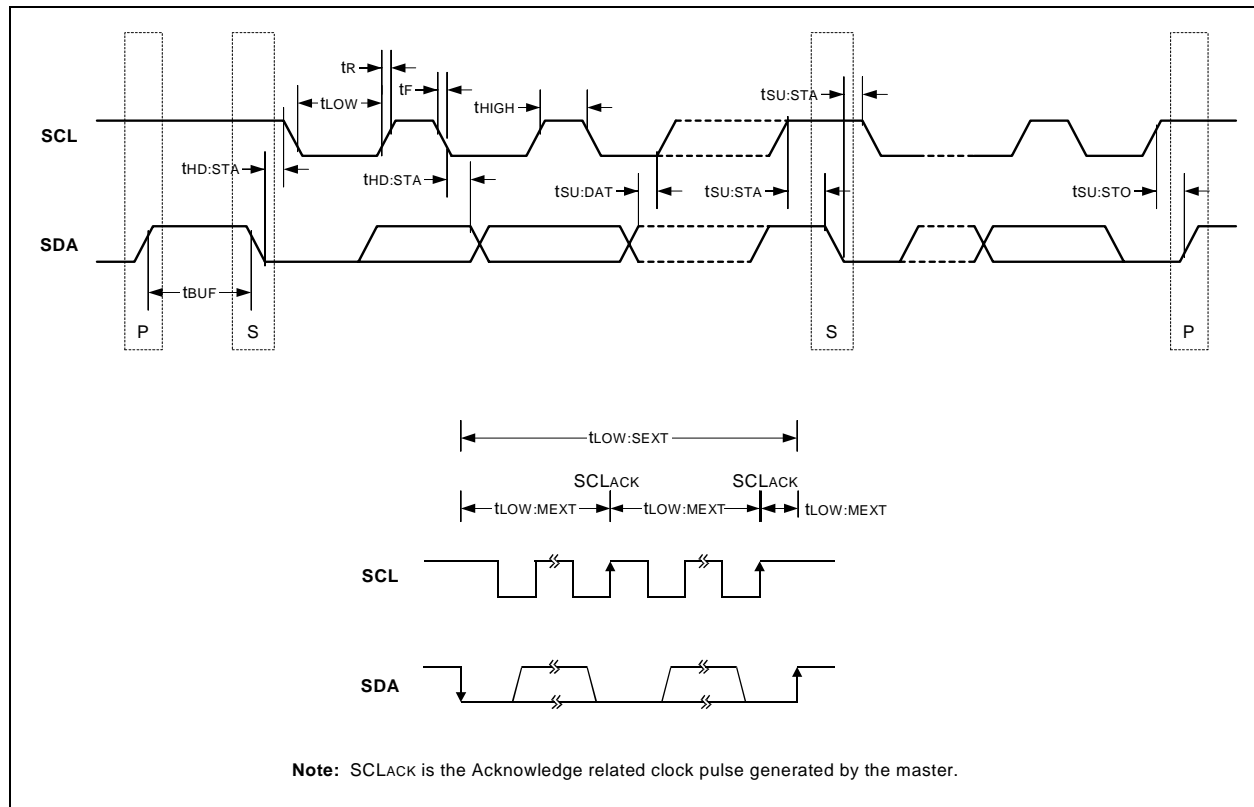 tR
tF
tSU:STA
tLOW
tHIGH
SCL
tHD:STA
tHD:STA
tSU:DAT
tSU:STA
tSU:STO
SDA
tBUF
P
S
S
P
tLOW:SEXT
SCLACK
SCLACK
tLOW:MEXT
tLOW:MEXT
tLOW:MEXT
SCL
SDA
Note: SCLACK is the Acknowledge related clock pulse generated by the master.